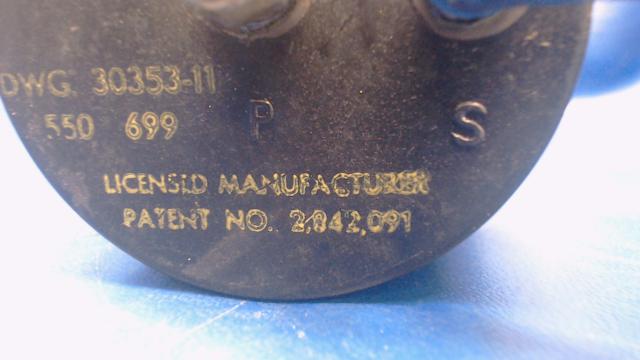 DWG. 30353-11
550 699
P S
LICENSED MANUFACTURER
PATENT NO. 2,842,091